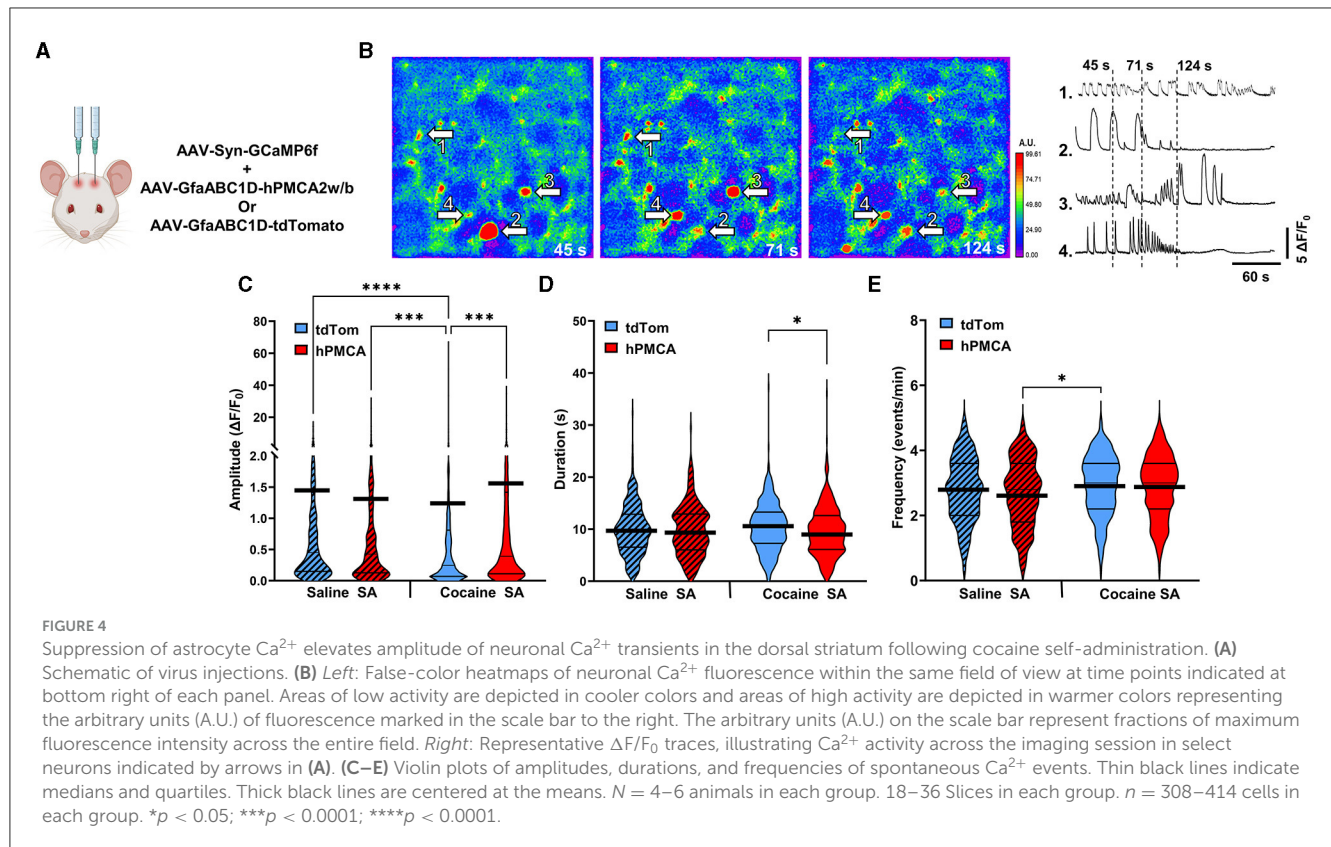 A
AAV-Syn-GCaMP6f
+
AAV-GfaABC1D-hPMCA2w/b
Or
AAV-GfaABC1D-tdTomato
B
1
2
3
4
45 s
1
2
3
4
71 s
1
2
3
4
124 s
A.U.
99.61
74.71
49.80
24.90
0.00
45 s 71 s 124 s
1.
2.
3.
4.
60 s
5 ΔF/F₀
C
****
*** ***
tdTom
hPMCA
Amplitude (ΔF/F₀)
80
60
40
20
2.0
1.5
1.0
0.5
0.0
Saline SA Cocaine SA
D
*
tdTom
hPMCA
Duration (s)
50
40
30
20
10
0
Saline SA Cocaine SA
E
*
tdTom
hPMCA
Frequency (events/min)
8
6
4
2
0
Saline SA Cocaine SA
FIGURE 4
Suppression of astrocyte Ca²⁺ elevates amplitude of neuronal Ca²⁺ transients in the dorsal striatum following cocaine self-administration. (A)
Schematic of virus injections. (B) Left: False-color heatmaps of neuronal Ca²⁺ fluorescence within the same field of view at time points indicated at
bottom right of each panel. Areas of low activity are depicted in cooler colors and areas of high activity are depicted in warmer colors representing
the arbitrary units (A.U.) of fluorescence marked in the scale bar to the right. The arbitrary units (A.U.) on the scale bar represent fractions of maximum
fluorescence intensity across the entire field. Right: Representative ΔF/F₀ traces, illustrating Ca²⁺ activity across the imaging session in select
neurons indicated by arrows in (A). (C–E) Violin plots of amplitudes, durations, and frequencies of spontaneous Ca²⁺ events. Thin black lines indicate
medians and quartiles. Thick black lines are centered at the means. N = 4–6 animals in each group. 18–36 Slices in each group. n = 308–414 cells in
each group. *p < 0.05; ***p < 0.0001; ****p < 0.0001.